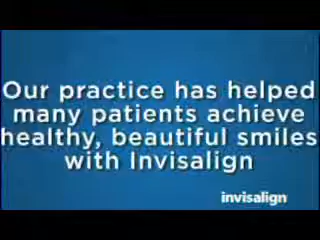 Our practice has helped
many patients achieve
healthy, beautiful smiles
with Invisalign
invisalign